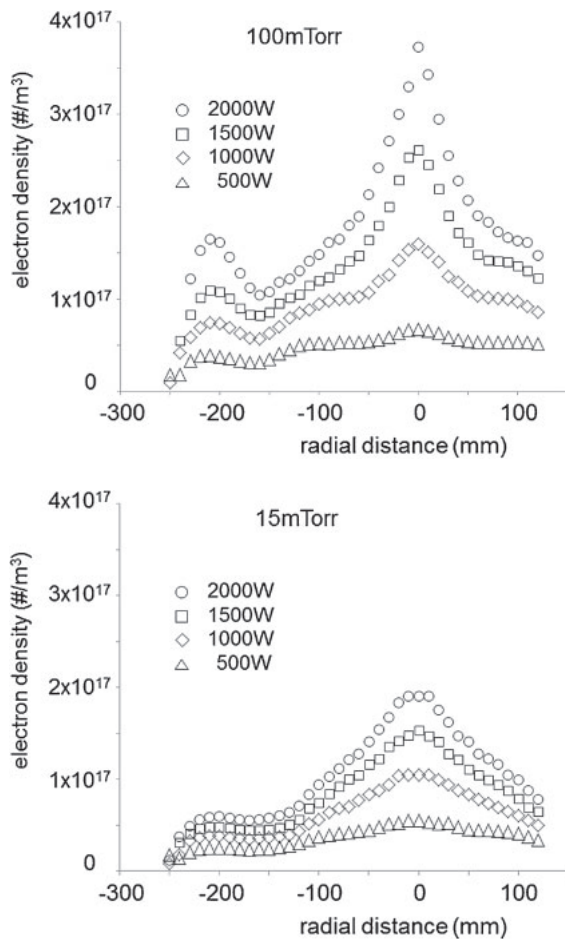 4x10¹⁷
100mTorr
3x10¹⁷
2000W
1500W
1000W
500W
2x10¹⁷
1x10¹⁷
0
electron density (#/m³)
-300 -200 -100 0 100
radial distance (mm)
4x10¹⁷
15mTorr
3x10¹⁷
2000W
1500W
1000W
500W
2x10¹⁷
1x10¹⁷
0
electron density (#/m³)
-300 -200 -100 0 100
radial distance (mm)